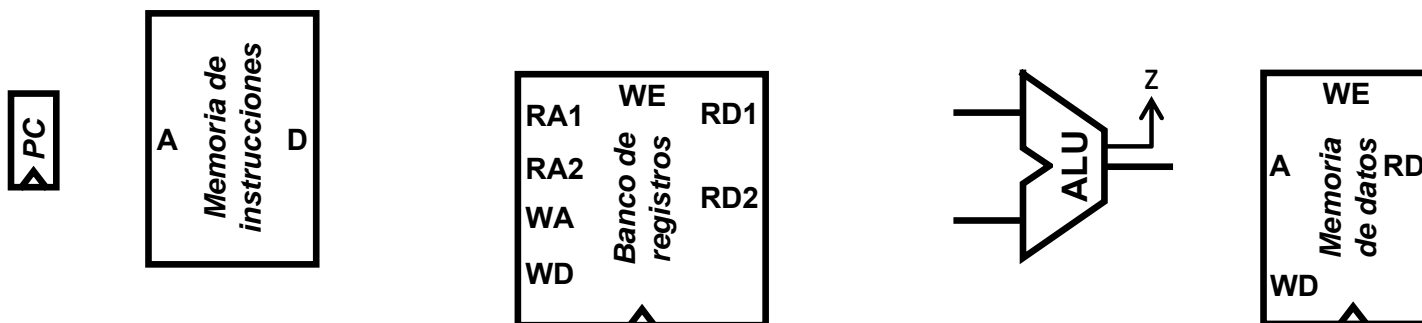 PC
A
Memoria de
instrucciones
D
RA1
RA2
WA
WD
WE
Banco de
registros
RD1
RD2
ALU
Z
WE
A
Memoria
de datos
RD
WD